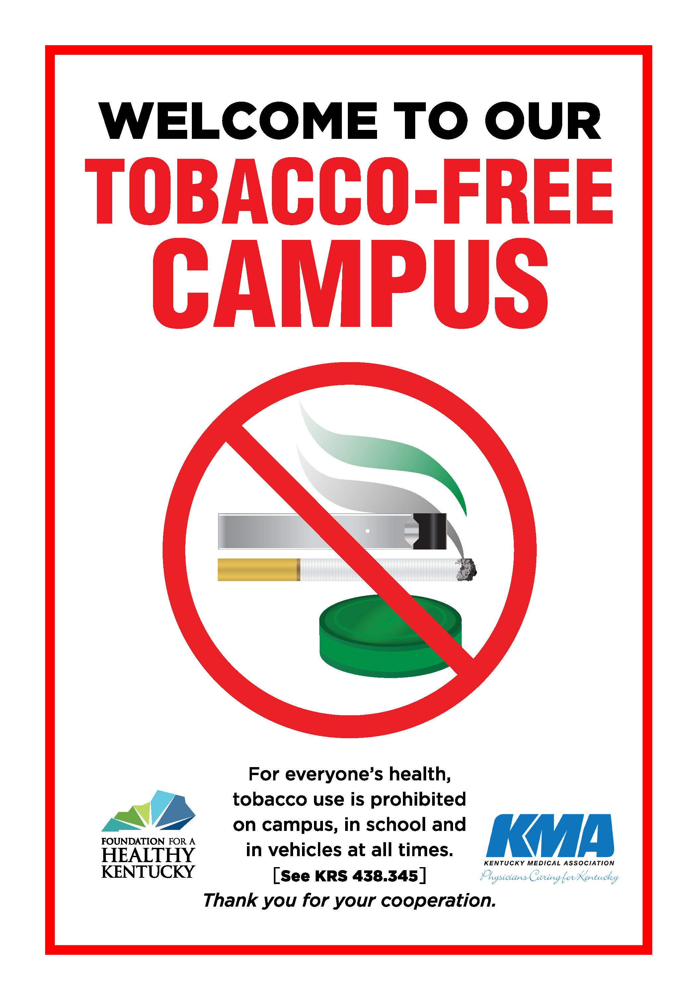 WELCOME TO OUR
TOBACCO-FREE
CAMPUS
For everyone’s health,
tobacco use is prohibited
on campus, in school and
in vehicles at all times.
[See KRS 438.345]
Thank you for your cooperation.
FOUNDATION FOR A
HEALTHY
KENTUCKY
KMA
KENTUCKY MEDICAL ASSOCIATION
Physicians Caring for Kentucky